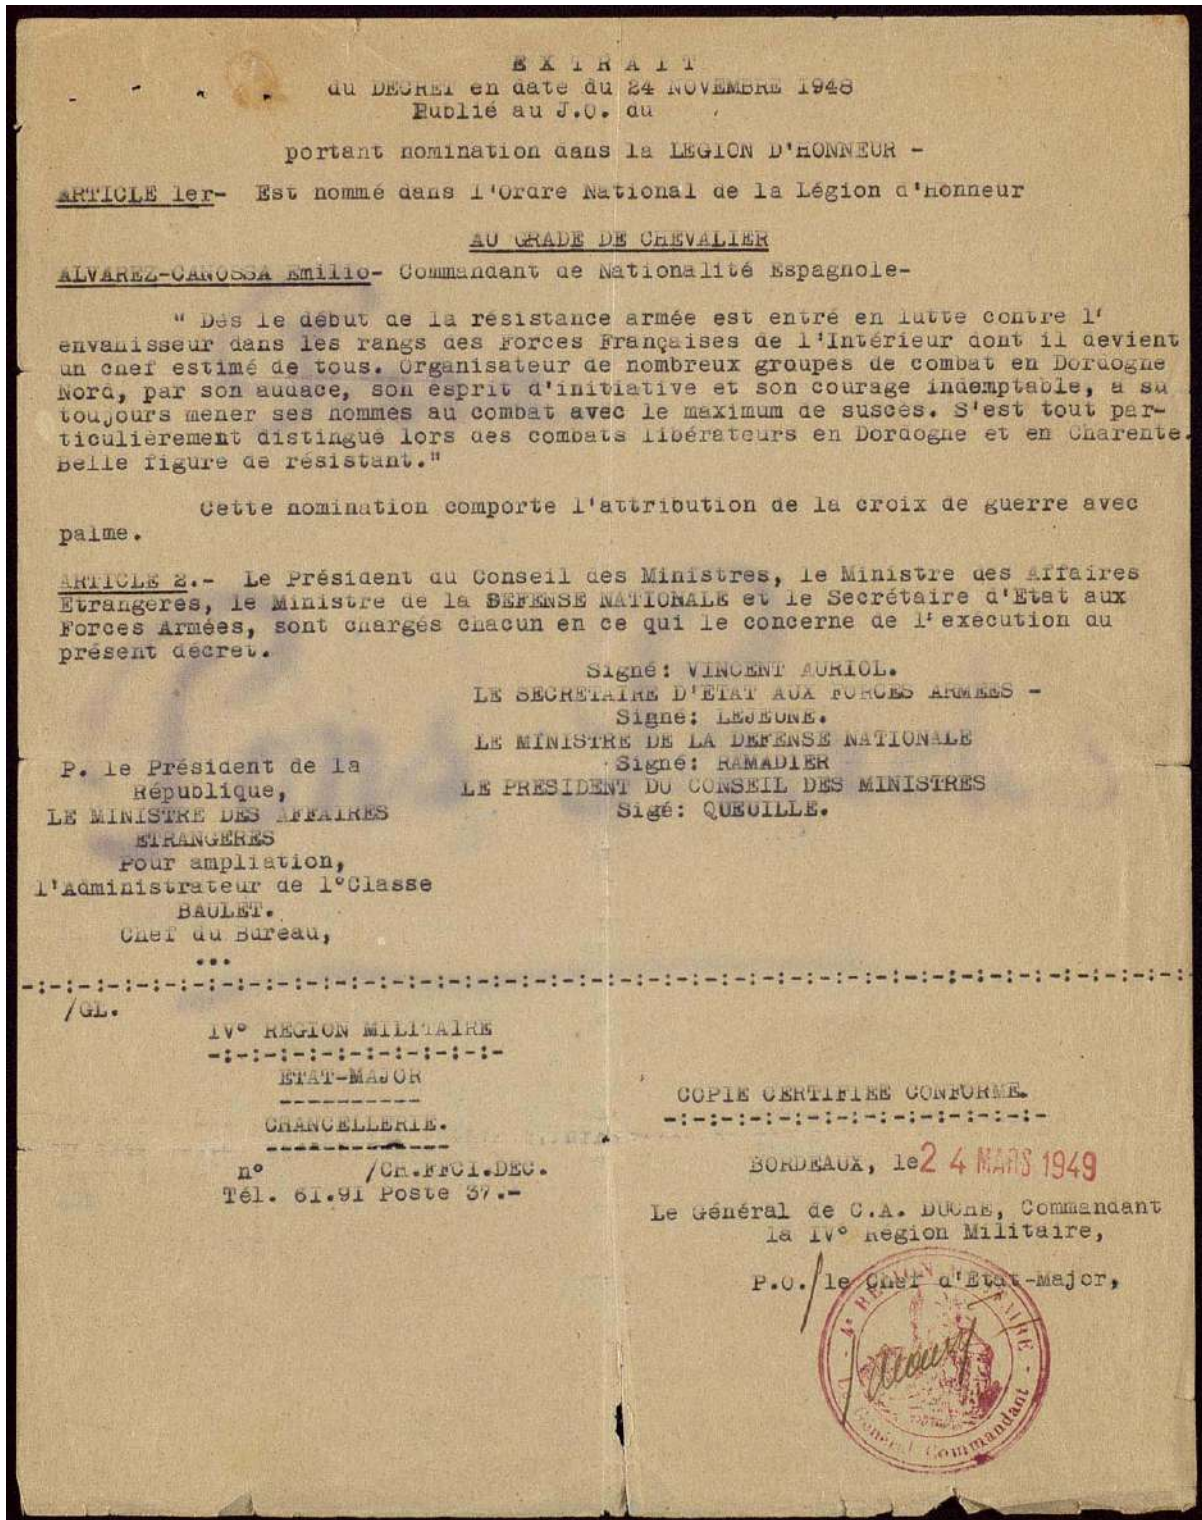 EXTRAIT
du DECRET en date du 24 NOVEMBRE 1948
Publié au J.O. du
portant nomination dans la LEGION D'HONNEUR -
ARTICLE 1er- Est nommé dans l'Ordre National de la Légion d'Honneur
AU GRADE DE CHEVALIER
ALVAREZ-CANOSSA Emilio- Commandant de Nationalité Espagnole-
" Dès le début de la résistance armée est entré en lutte contre l'
envahisseur dans les rangs des Forces Françaises de l'Intérieur dont il devient
un chef estimé de tous. Organisateur de nombreux groupes de combat en Dordogne
Nord, par son audace, son esprit d'initiative et son courage indemptable, a su
toujours mener ses hommes au combat avec le maximum de suscès. S'est tout par-
ticulièrement distingué lors des combats libérateurs en Dordogne et en Charente.
Belle figure de résistant."
Cette nomination comporte l'attribution de la croix de guerre avec
palme.
ARTICLE 2.- Le Président du Conseil des Ministres, le Ministre des Affaires
Etrangères, le Ministre de la DEFENSE NATIONALE et le Secrétaire d'Etat aux
Forces Armées, sont chargés chacun en ce qui le concerne de l'exécution du
présent décret.
Signé: VINCENT AURIOL.
LE SECRETAIRE D'ETAT AUX FORCES ARMEES -
Signé: LEJEUNE.
LE MINISTRE DE LA DEFENSE NATIONALE
Signé: RAMADIER
LE PRESIDENT DU CONSEIL DES MINISTRES
Sigé: QUEUILLE.
P. le Président de la
République,
LE MINISTRE DES AFFAIRES
ETRANGERES
Pour ampliation,
l'Administrateur de 1°Classe
BAULET.
Chef du Bureau,
...
-:-:-:-:-:-:-:-:-:-:-:-:-:-:-:-:-:-:-:-:-:-:-:-:-:-:-:-:-:-:-:-:-:-:-:-:-:-:-:-:-
/GL.
IV° REGION MILITAIRE
-:-:-:-:-:-:-:-:-:-:-
ETAT-MAJOR
----------
CHANCELLERIE.
-------------
n° /CH.FFCI.DEC.
Tél. 61.91 Poste 37.-
COPIE CERTIFIEE CONFORME.
-:-:-:-:-:-:-:-:-:-:-:-:-:-
BORDEAUX, le 24 MARS 1949
Le Général de C.A. DUCHE, Commandant
la IV° Région Militaire,
P.O./le Chef d'Etat-Major,
4e REGION MILITAIRE
Général Commandant